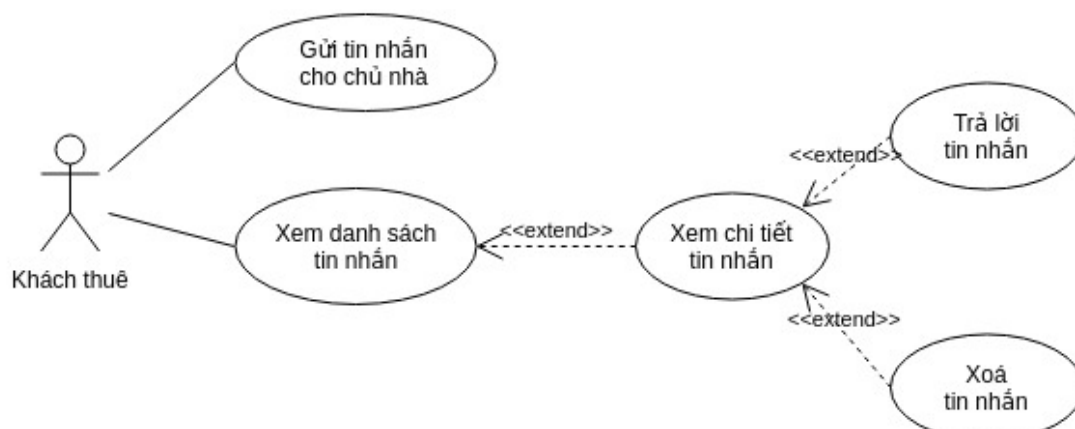 Gửi tin nhắn
cho chủ nhà
Trả lời
tin nhắn
<<extend>>
Xem danh sách
tin nhắn
<<extend>>
Xem chi tiết
tin nhắn
Khách thuê
<<extend>>
Xoá
tin nhắn